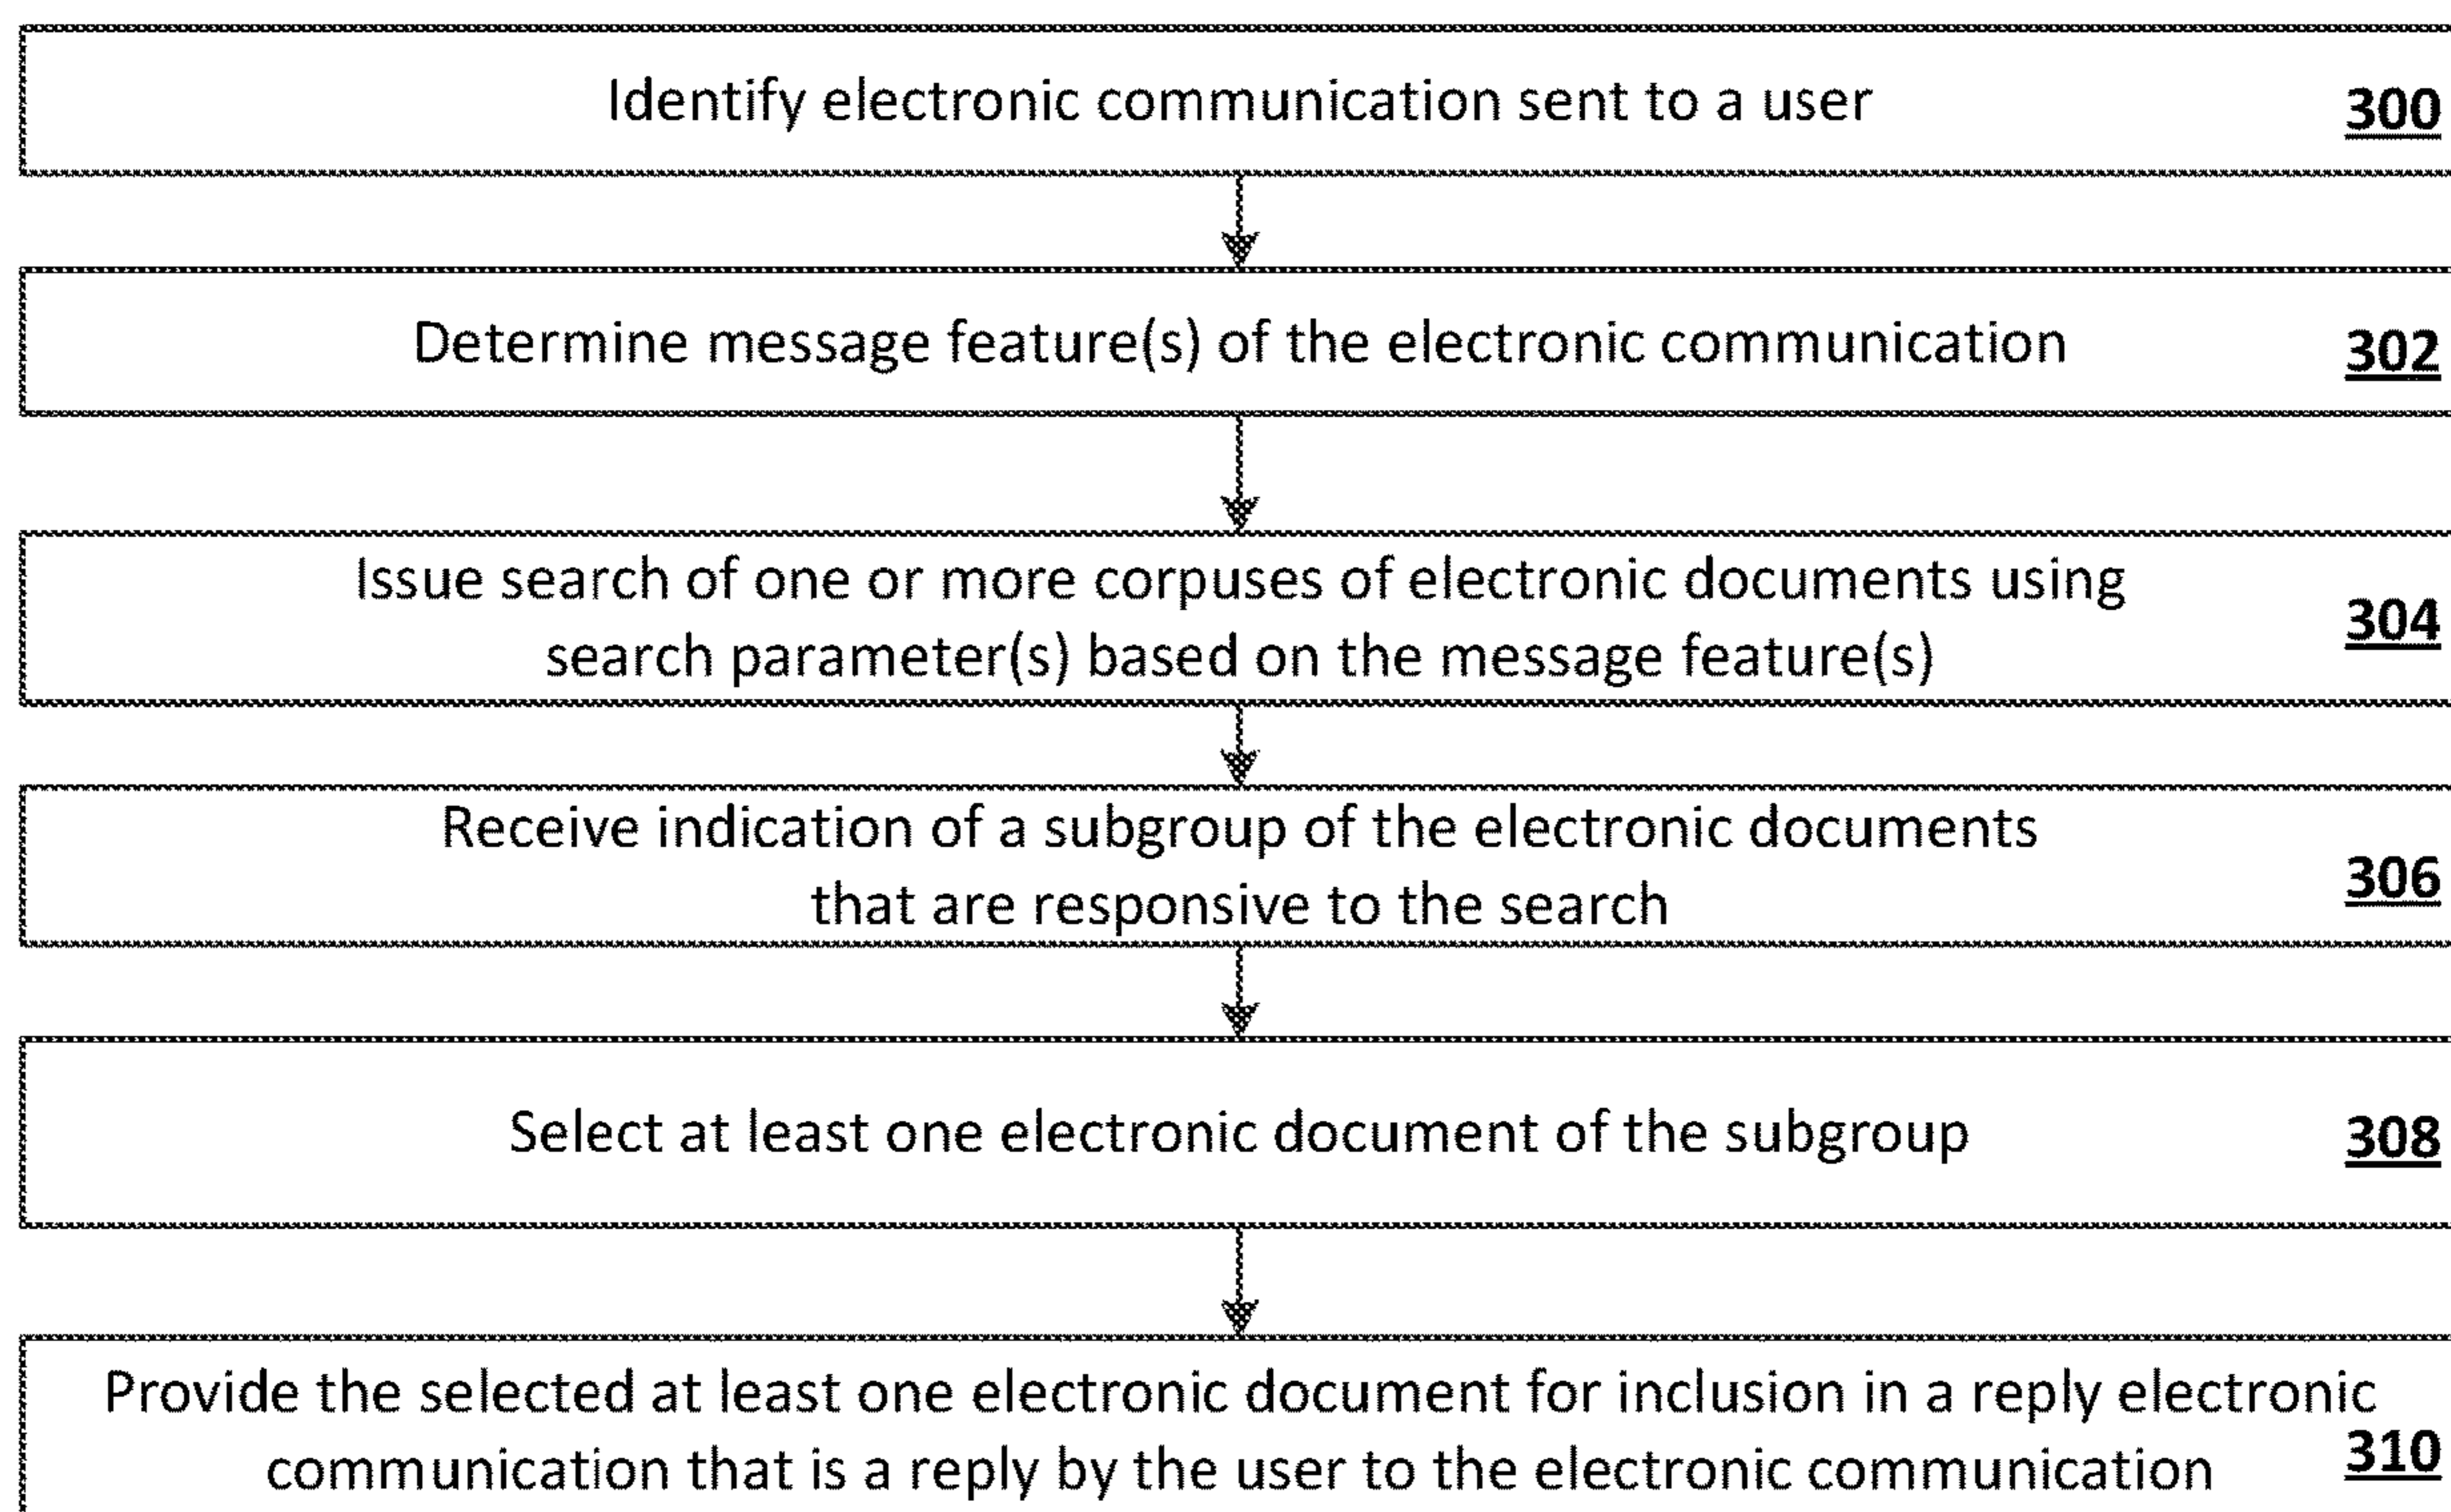 Identify electronic communication sent to a user
300
Determine message feature(s) of the electronic communication
302
Issue search of one or more corpuses of electronic documents using
search parameter(s) based on the message feature(s)
304
Receive indication of a subgroup of the electronic documents
that are responsive to the search
306
Select at least one electronic document of the subgroup
308
Provide the selected at least one electronic document for inclusion in a reply electronic
communication that is a reply by the user to the electronic communication
310